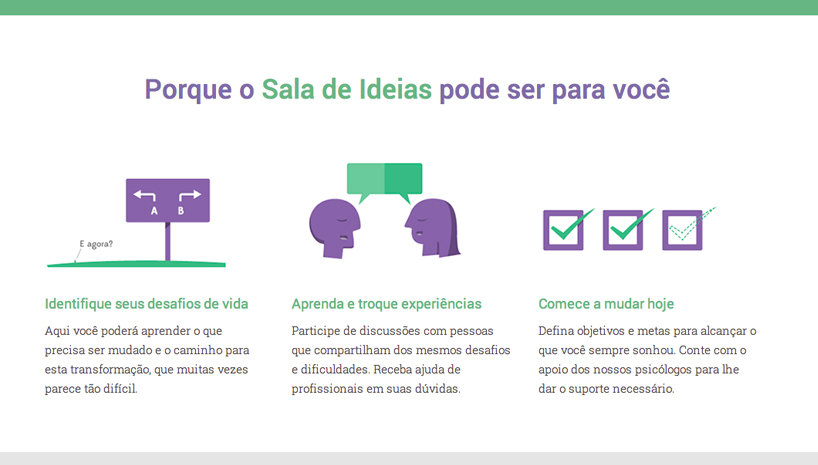 Porque o Sala de Ideias pode ser para você
A B
E agora?
Identifique seus desafios de vida
Aqui você poderá aprender o que
precisa ser mudado e o caminho para
esta transformação, que muitas vezes
parece tão difícil.
Aprenda e troque experiências
Participe de discussões com pessoas
que compartilham dos mesmos desafios
e dificuldades. Receba ajuda de
profissionais em suas dúvidas.
Comece a mudar hoje
Defina objetivos e metas para alcançar o
que você sempre sonhou. Conte com o
apoio dos nossos psicólogos para lhe
dar o suporte necessário.